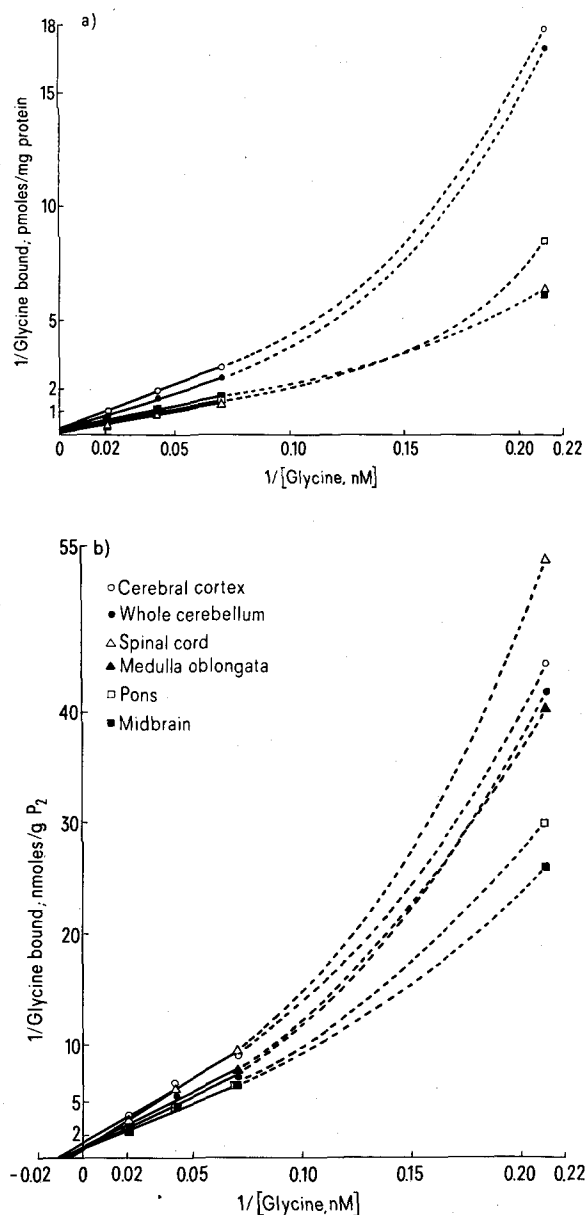 a)
18
15
10
5
2
1
0
0.02
0.05
0.10
0.15
0.20
0.22
1/Glycine bound, pmoles/mg protein
1/[Glycine, nM]
b)
55
40
30
20
10
5
2
-0.02
0
0.02
0.05
0.10
0.15
0.20
0.22
1/Glycine bound, nmoles/g P2
Cerebral cortex
Whole cerebellum
Spinal cord
Medulla oblongata
Pons
Midbrain
1/[Glycine,nM]